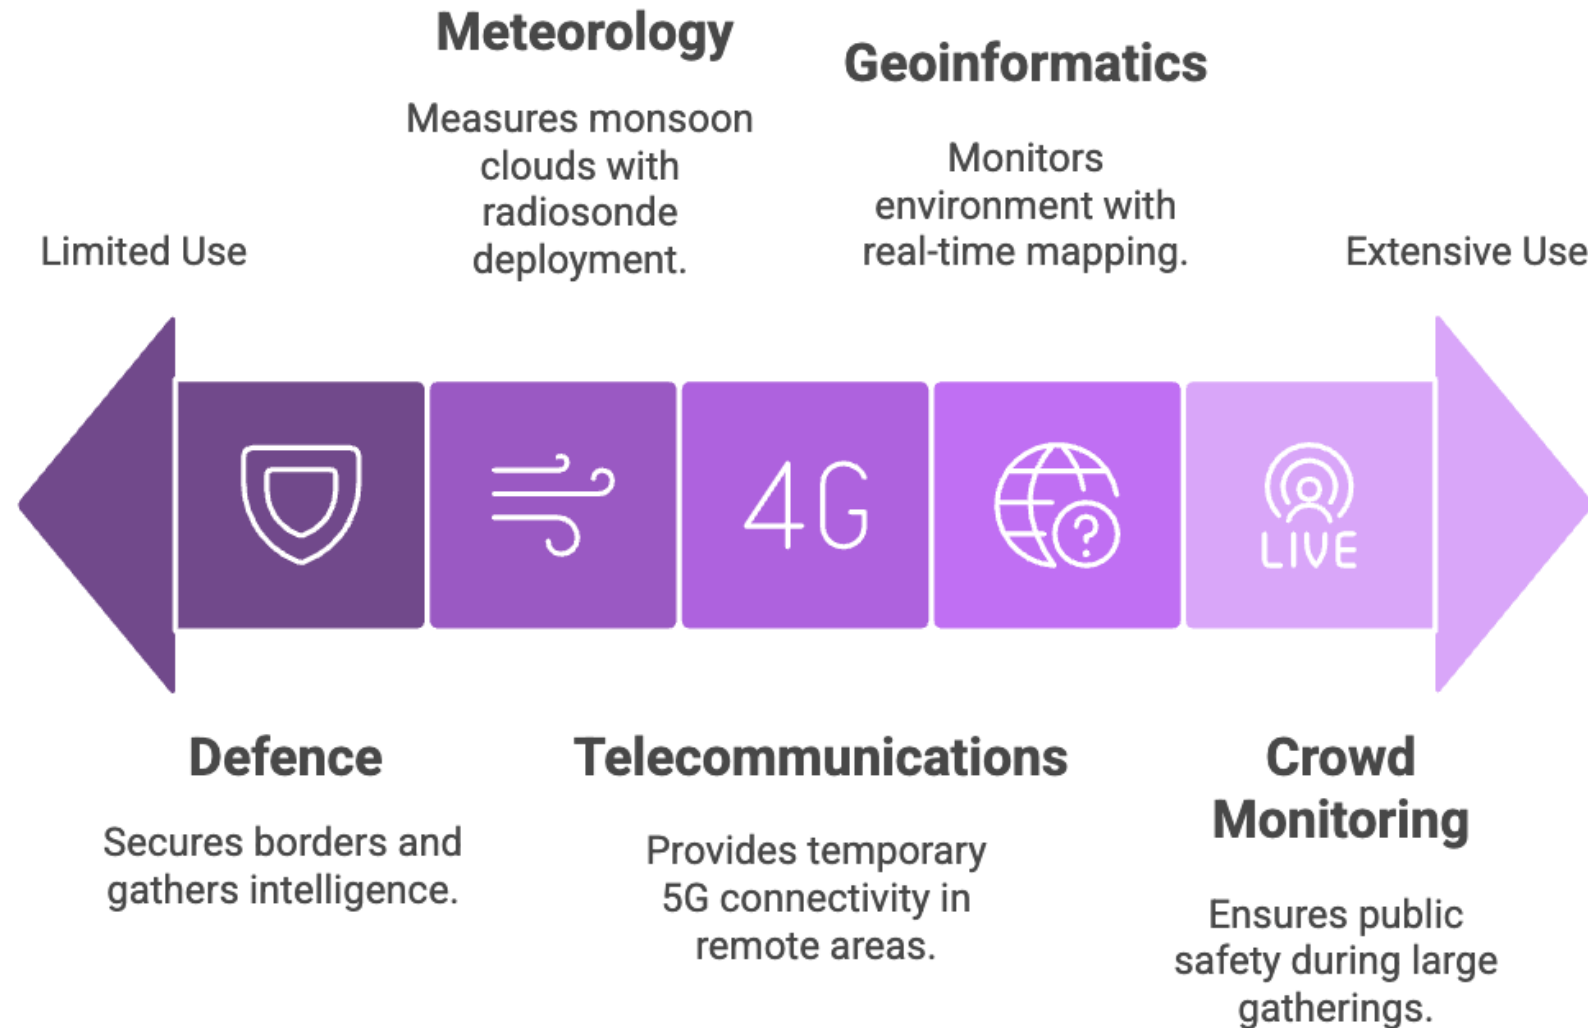 Meteorology
Measures monsoon
clouds with
radiosonde
deployment.
Geoinformatics
Monitors
environment with
real-time mapping.
Limited Use
Extensive Use
4G
?
LIVE
Defence
Secures borders and
gathers intelligence.
Telecommunications
Provides temporary
5G connectivity in
remote areas.
Crowd
Monitoring
Ensures public
safety during large
gatherings.